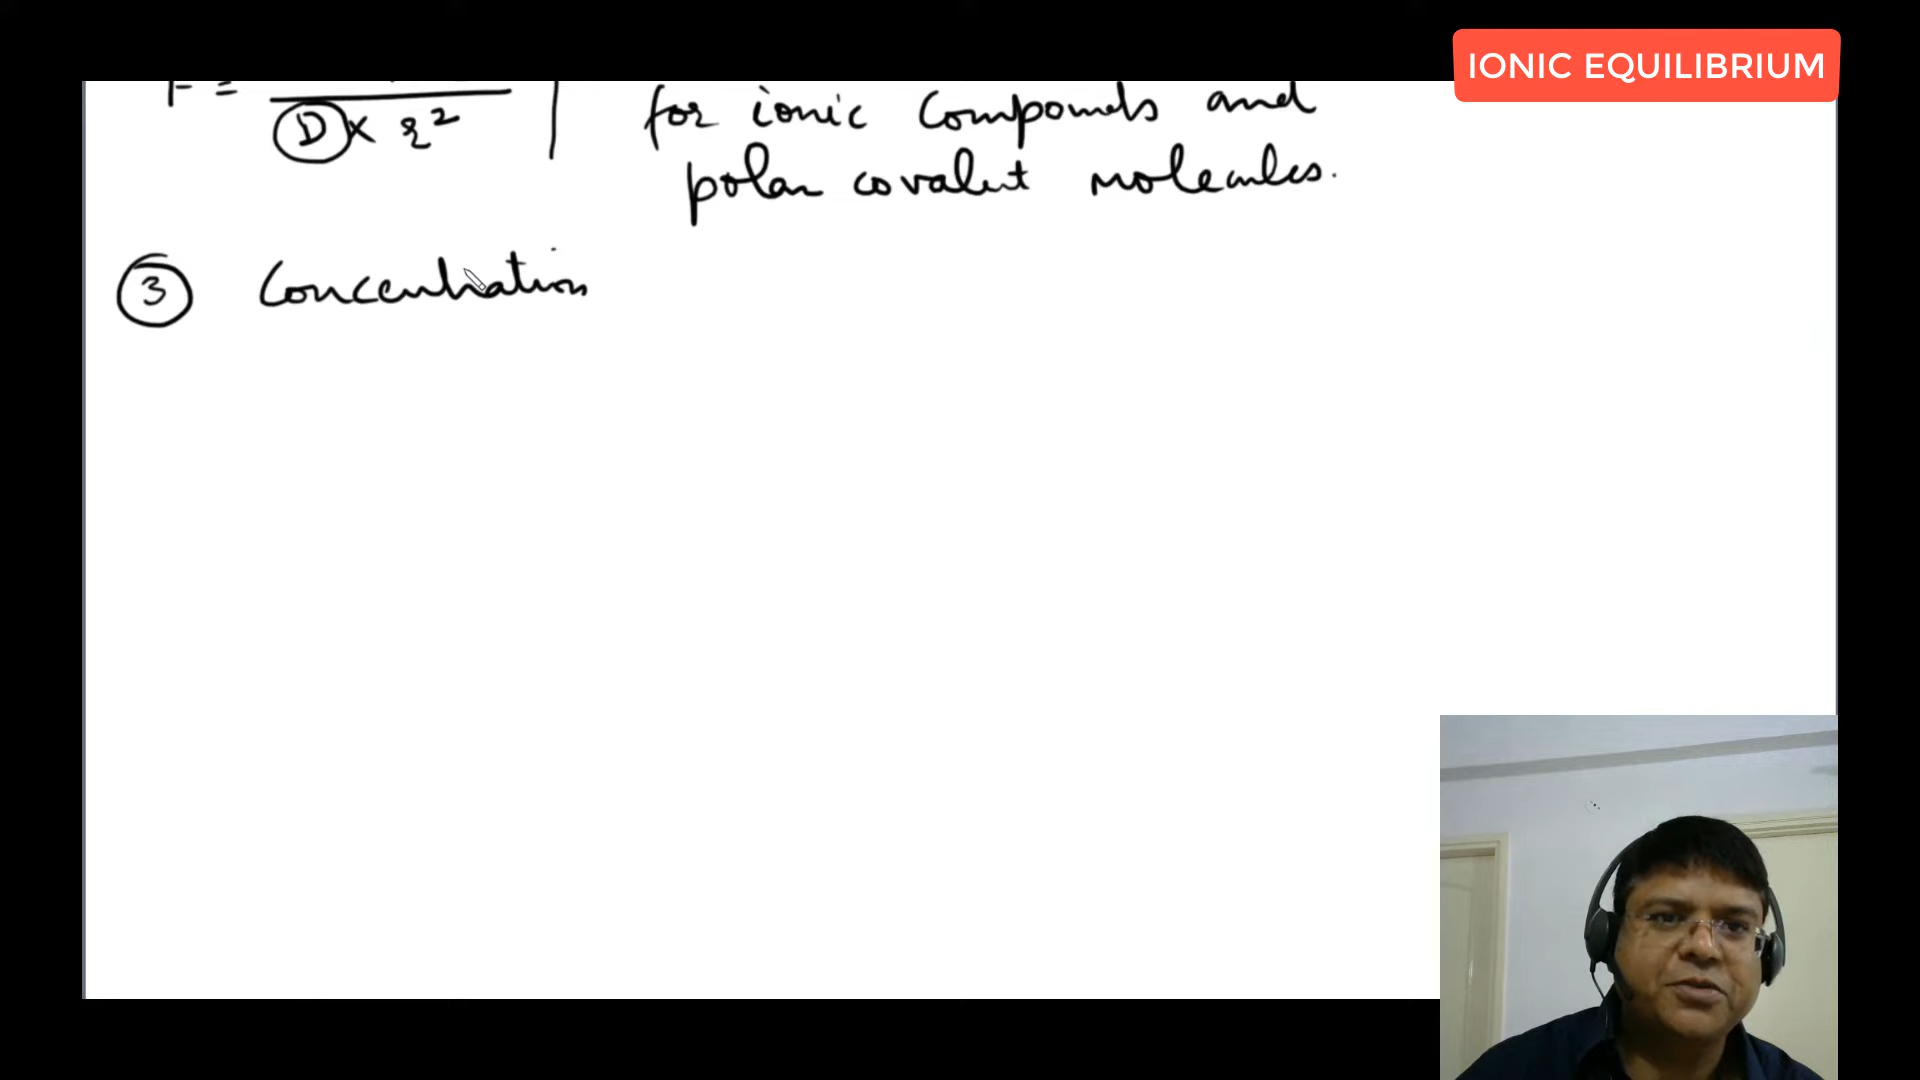 IONIC EQUILIBRIUM
F =
D × r²
for ionic compounds and
polar covalent molecules.
3 Concentration